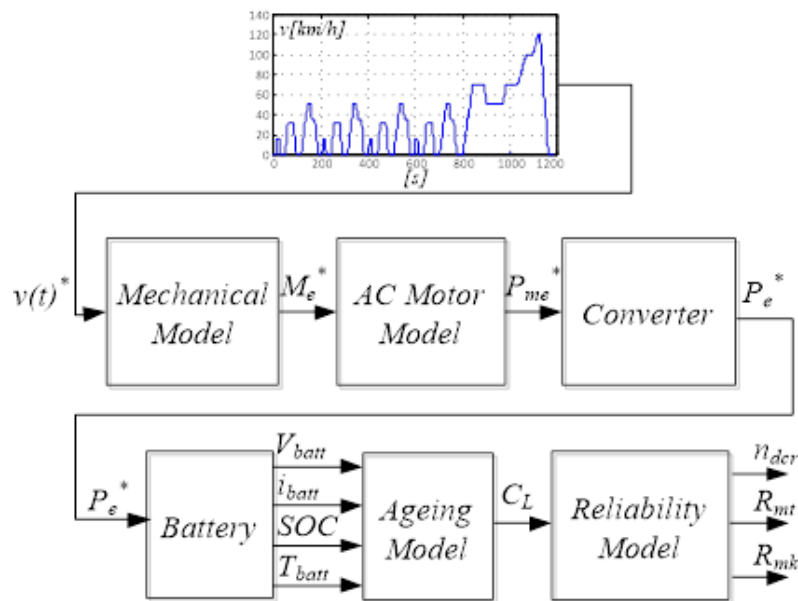 v[km/h]
140
120
100
80
60
40
20
0
0 200 400 600 800 1000 1200
[s]
v(t)*
Mechanical
Model
Me*
AC Motor
Model
Pme*
Converter
Pe*
Pe*
Battery
Vbatt
ibatt
SOC
Tbatt
Ageing
Model
CL
Reliability
Model
ndcr
Rmt
Rmk